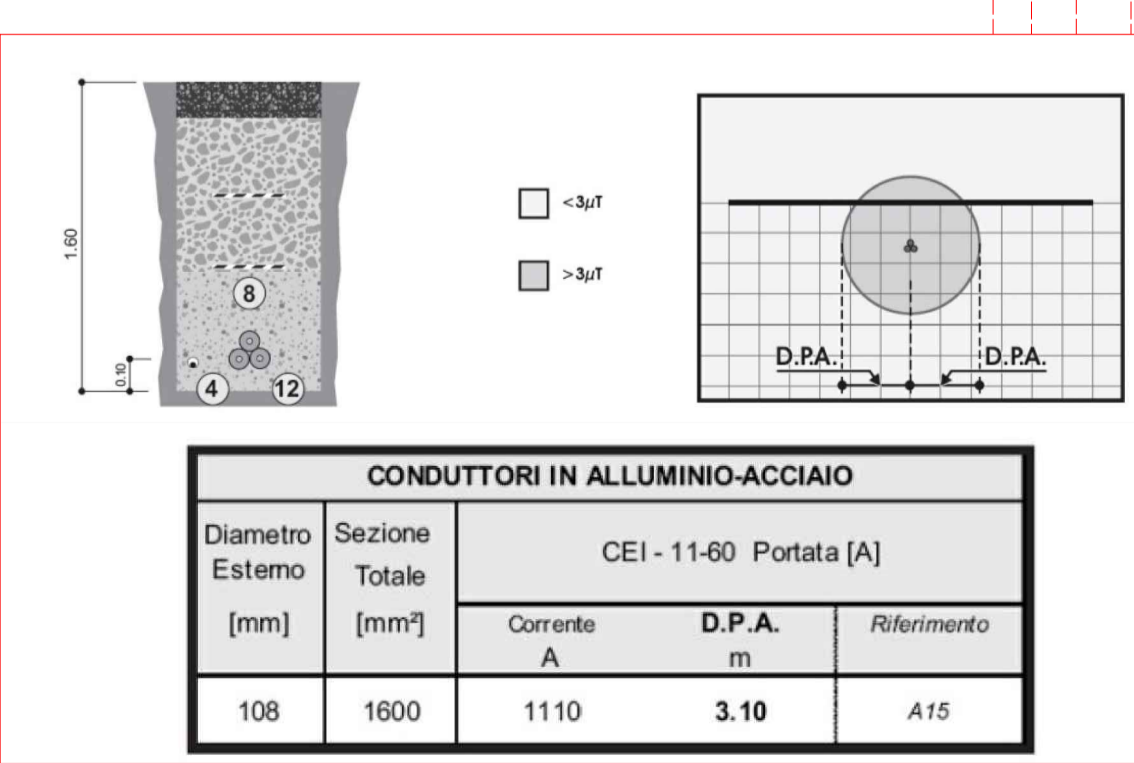 1.60
0.10
8
4
12
<3μT
>3μT
D.P.A.
D.P.A.
CONDUTTORI IN ALLUMINIO-ACCIAIO
Diametro
Esterno
[mm]
Sezione
Totale
[mm²]
CEI - 11-60 Portata [A]
Corrente
A
D.P.A.
m
Riferimento
108
1600
1110
3.10
A15